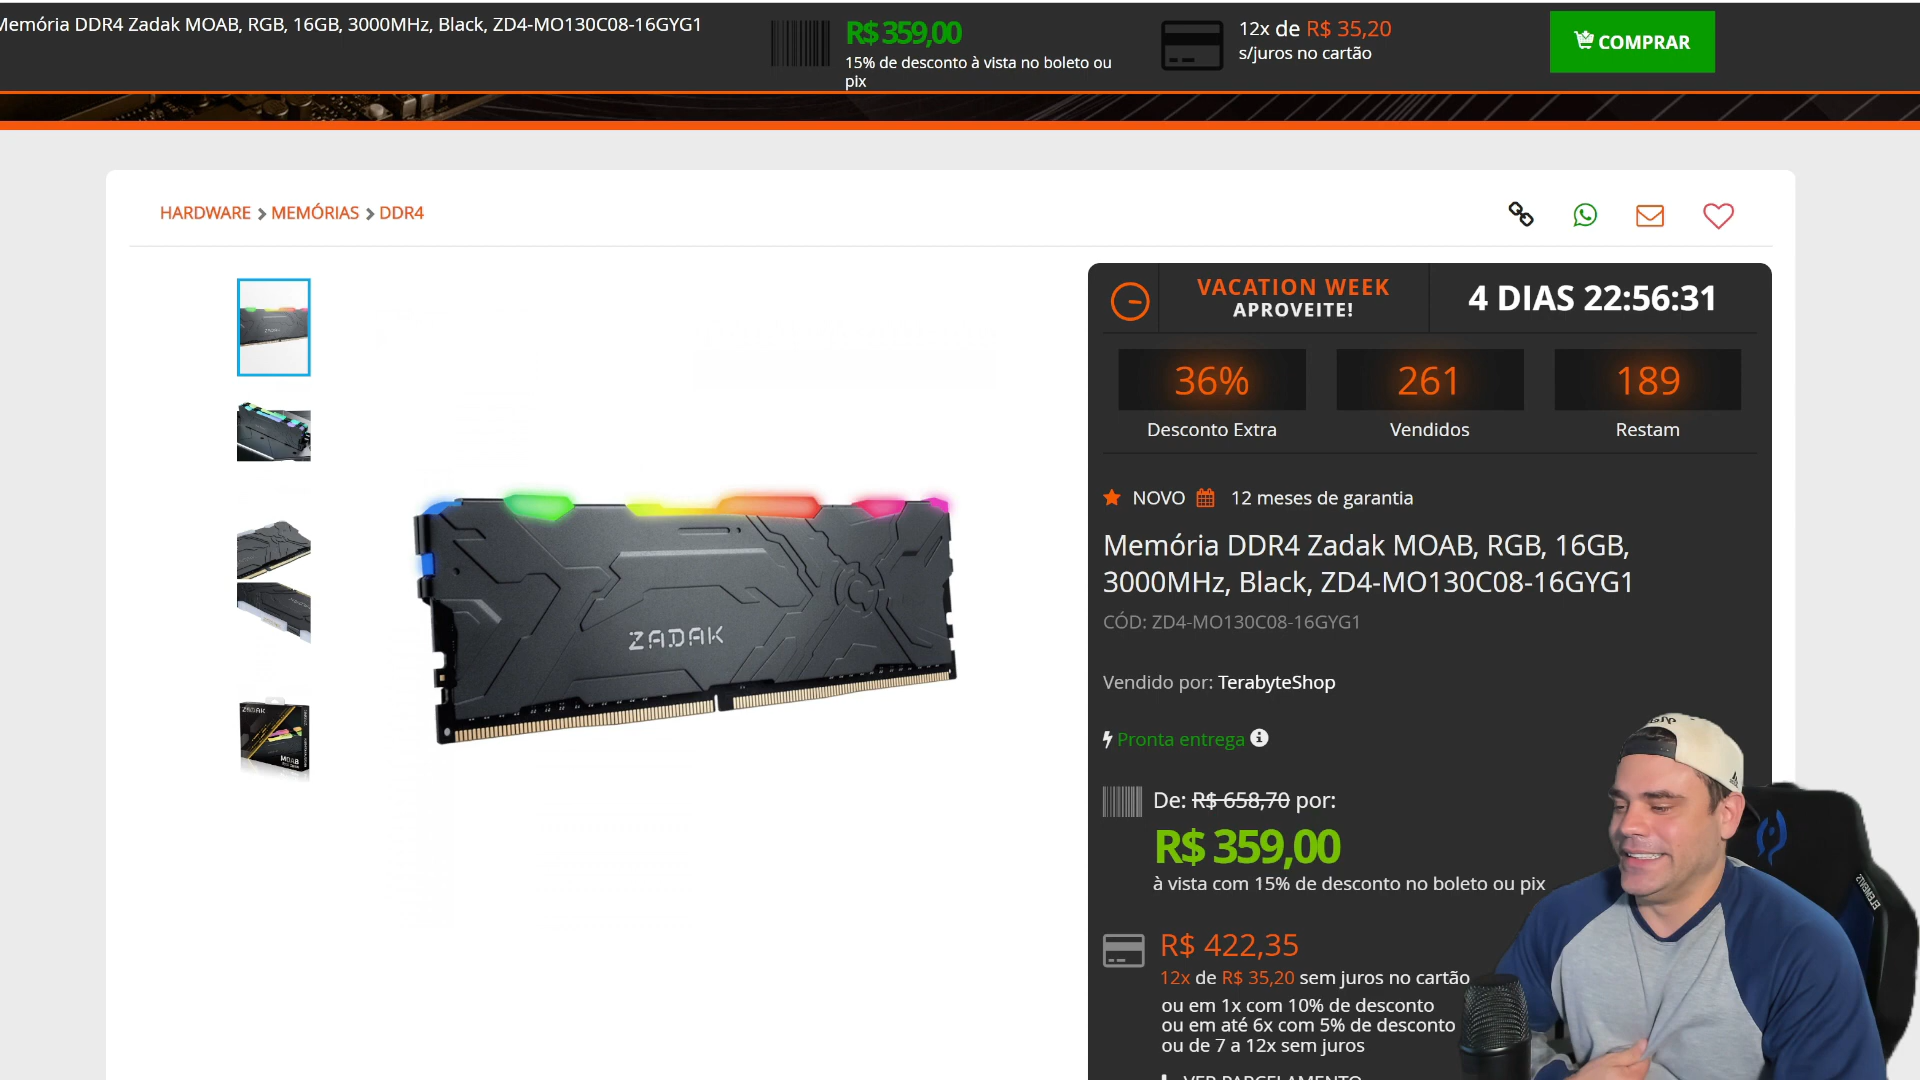 Memória DDR4 Zadak MOAB, RGB, 16GB, 3000MHz, Black, ZD4-MO130C08-16GYG1
R$ 359,00
15% de desconto à vista no boleto ou
pix
12x de R$ 35,20
s/juros no cartão
COMPRAR
HARDWARE > MEMÓRIAS > DDR4
VACATION WEEK
APROVEITE!
4 DIAS 22:56:31
36%
261
189
Desconto Extra
Vendidos
Restam
NOVO
12 meses de garantia
Memória DDR4 Zadak MOAB, RGB, 16GB,
3000MHz, Black, ZD4-MO130C08-16GYG1
CÓD: ZD4-MO130C08-16GYG1
Vendido por: TerabyteShop
Pronta entrega
De: R$ 658,70 por:
R$ 359,00
à vista com 15% de desconto no boleto ou pix
R$ 422,35
12x de R$ 35,20 sem juros no cartão
ou em 1x com 10% de desconto
ou em até 6x com 5% de desconto
ou de 7 a 12x sem juros
VER PARCELAMENTO
ZADAK
ZADAK
MOAB
ELEMENTS